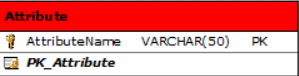 Attribute
AttributeName VARCHAR(50) PK
PK_Attribute